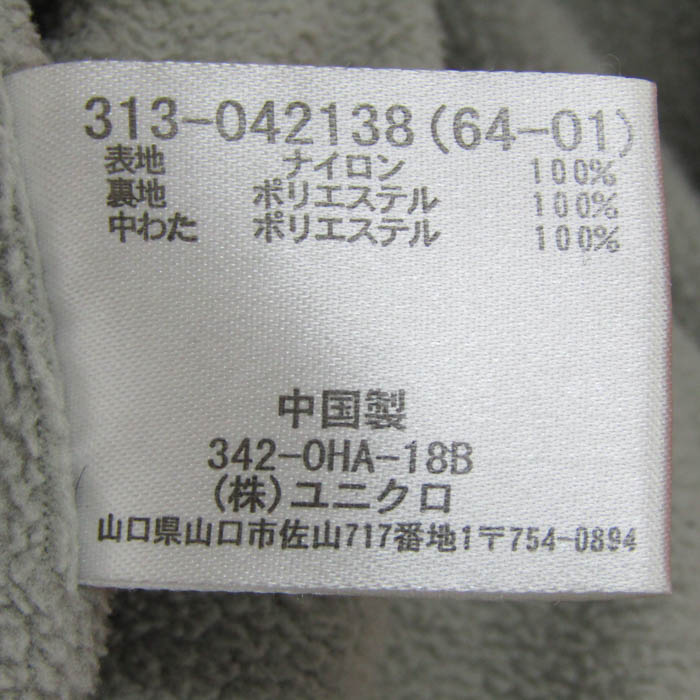 313-042138(64-01)
表地 ナイロン 100%
裏地 ポリエステル 100%
中わた ポリエステル 100%
中国製
342-0HA-18B
(株)ユニクロ
山口県山口市佐山717番地1〒754-0894